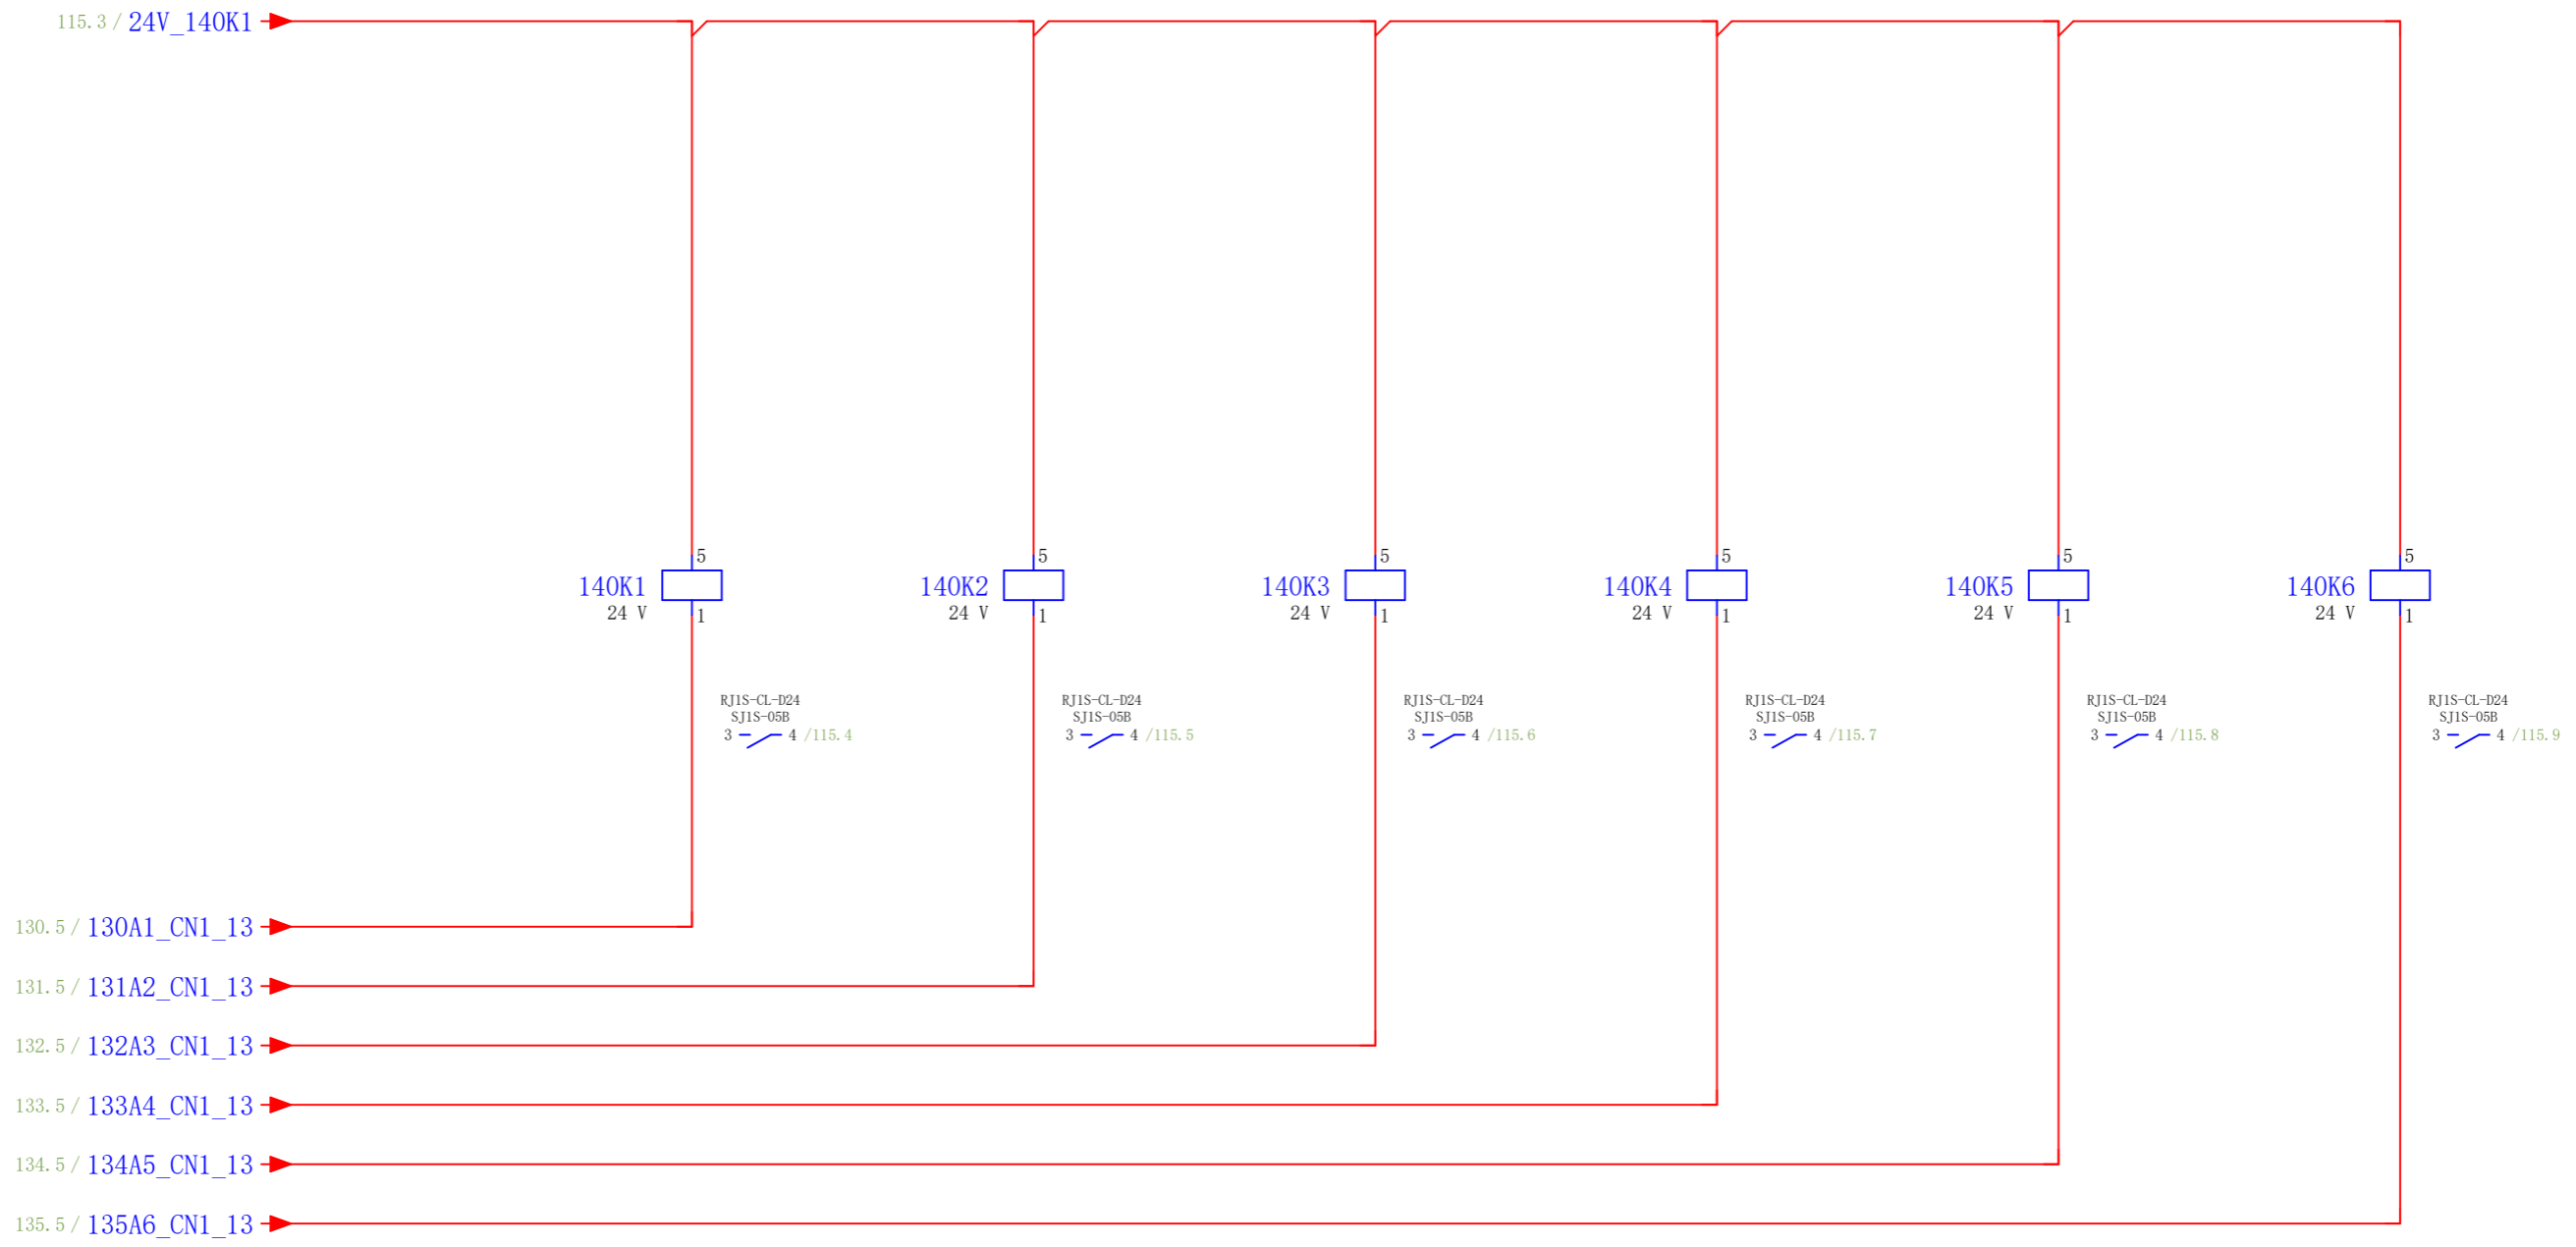 115.3 / 24V_140K1
5 5 5 5 5 5
140K1 140K2 140K3 140K4 140K5 140K6
24 V 24 V 24 V 24 V 24 V 24 V
1 1 1 1 1 1
RJ1S-CL-D24 RJ1S-CL-D24 RJ1S-CL-D24 RJ1S-CL-D24 RJ1S-CL-D24 RJ1S-CL-D24
SJ1S-05B SJ1S-05B SJ1S-05B SJ1S-05B SJ1S-05B SJ1S-05B
3 4 /115.4 3 4 /115.5 3 4 /115.6 3 4 /115.7 3 4 /115.8 3 4 /115.9
130.5 / 130A1_CN1_13
131.5 / 131A2_CN1_13
132.5 / 132A3_CN1_13
133.5 / 133A4_CN1_13
134.5 / 134A5_CN1_13
135.5 / 135A6_CN1_13